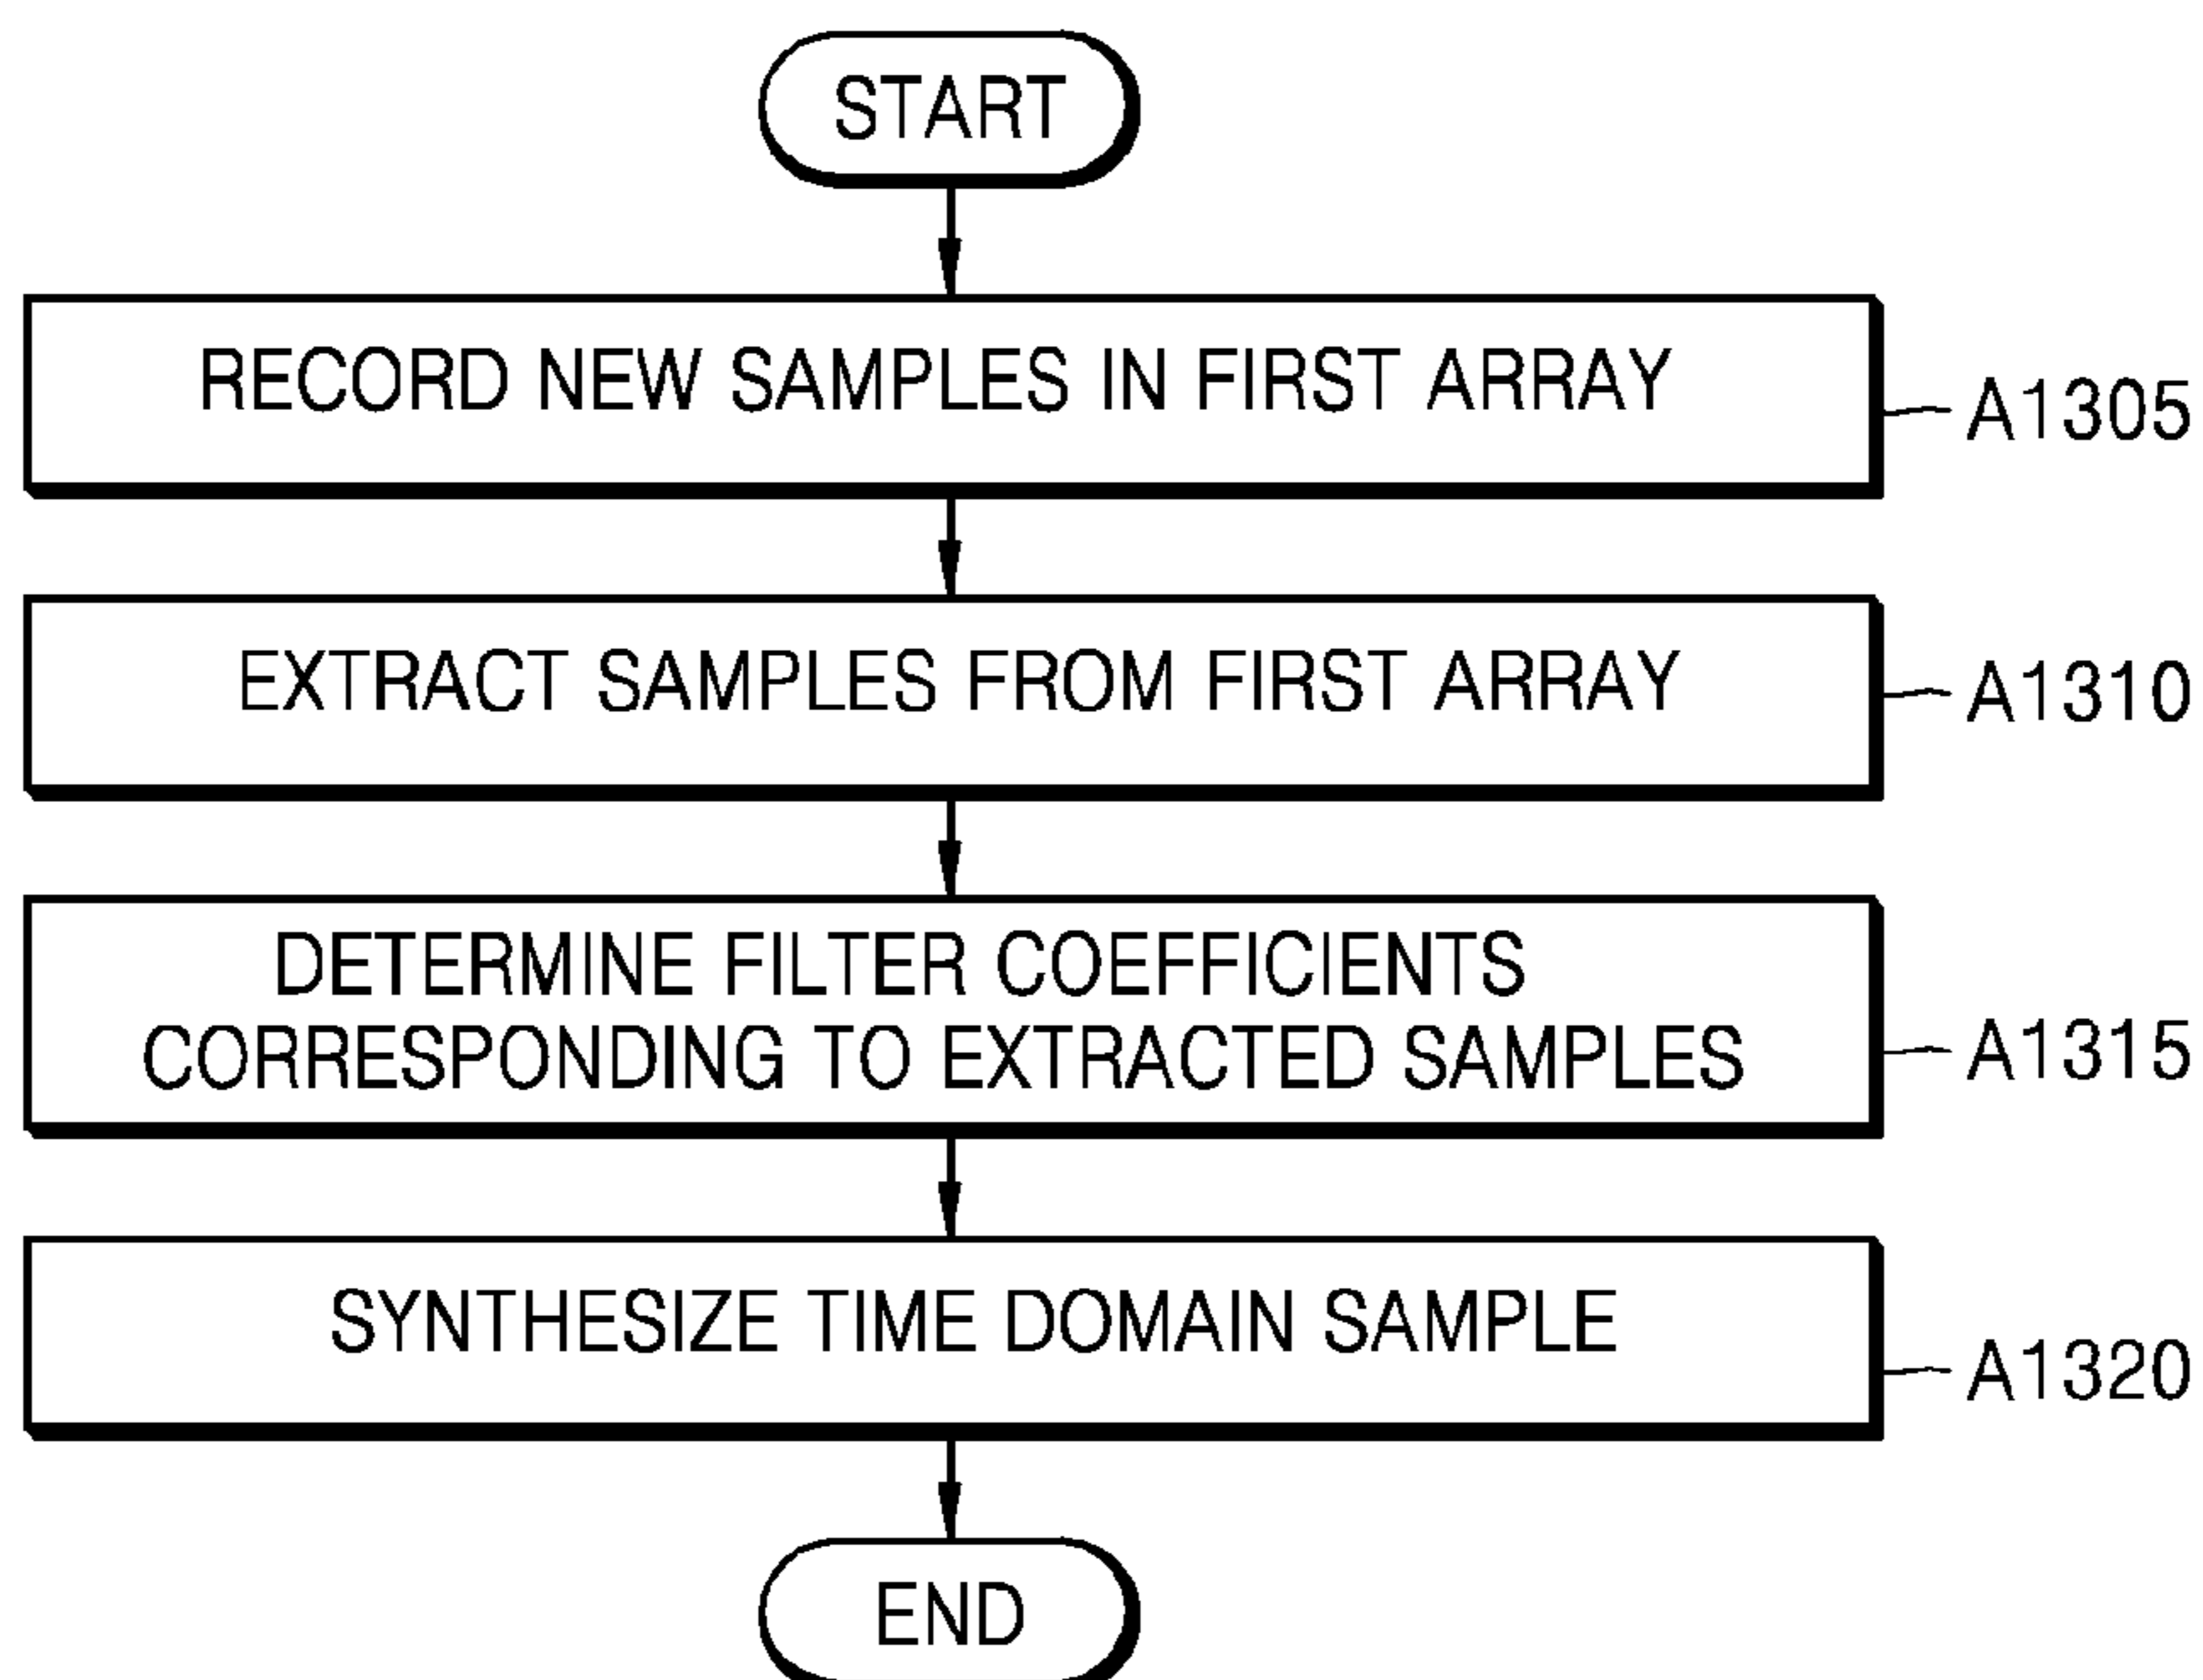 START
RECORD NEW SAMPLES IN FIRST ARRAY
A1305
EXTRACT SAMPLES FROM FIRST ARRAY
A1310
DETERMINE FILTER COEFFICIENTS
CORRESPONDING TO EXTRACTED SAMPLES
A1315
SYNTHESIZE TIME DOMAIN SAMPLE
A1320
END